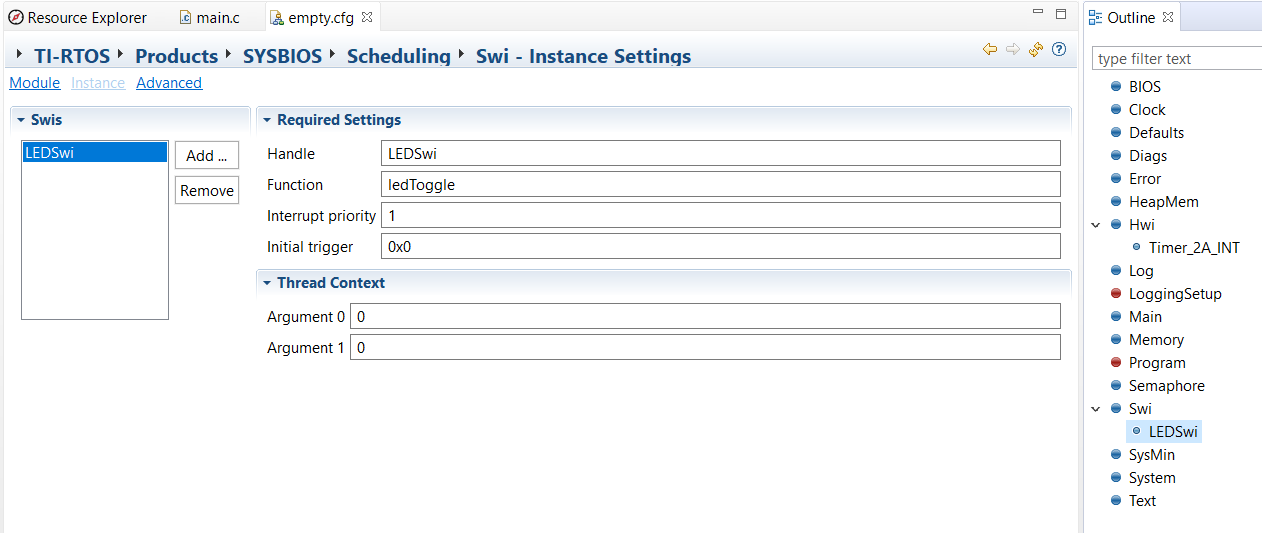 Resource Explorer main.c empty.cfg
TI-RTOS Products SYSBIOS Scheduling Swi - Instance Settings
Module Instance Advanced
Swis
LEDSwi
Add ...
Remove
Required Settings
Handle LEDSwi
Function ledToggle
Interrupt priority 1
Initial trigger 0x0
Thread Context
Argument 0 0
Argument 1 0
Outline
type filter text
BIOS
Clock
Defaults
Diags
Error
HeapMem
Hwi
Timer_2A_INT
Log
LoggingSetup
Main
Memory
Program
Semaphore
Swi
LEDSwi
SysMin
System
Text